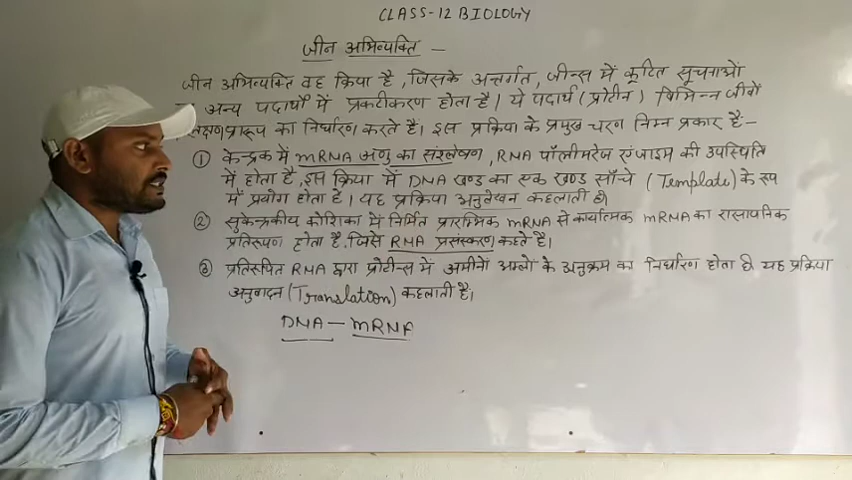 CLASS-12 BIOLOGY
जीन अभिव्यक्ति -
जीन अभिव्यक्ति वह क्रिया है, जिसके अन्तर्गत, जीन्स में कूटित सूचनाओं
अन्य पदार्थों में प्रकटीकरण होता है। ये पदार्थ (प्रोटीन) विभिन्न जीवों
लक्षण प्रारूप का निर्धारण करते हैं। इस प्रक्रिया के प्रमुख चरण निम्न प्रकार है-
① केन्द्रक में mRNA अणु का संश्लेषण, RNA पॉलीमरेज एंजाइम की उपस्थिति
में होता है, इस क्रिया में DNA खण्ड का एक खण्ड साँचे (Template) के रूप
में प्रयोग होता है। यह प्रक्रिया अनुलेखन कहलाती है।
② सुकेन्द्रकीय कोशिका में निर्मित प्रारम्भिक mRNA से कार्यात्मक mRNA का रासायनिक
प्रतिरूपण होता है, जिसे RNA प्रसंस्करण कहते है।
③ प्रतिरूपित RNA द्वारा प्रोटीन्स में अमीनो अम्लों के अनुक्रम का निर्धारण होता है। यह प्रक्रिया
अनुवादन (Translation) कहलाती है।
DNA - mRNA